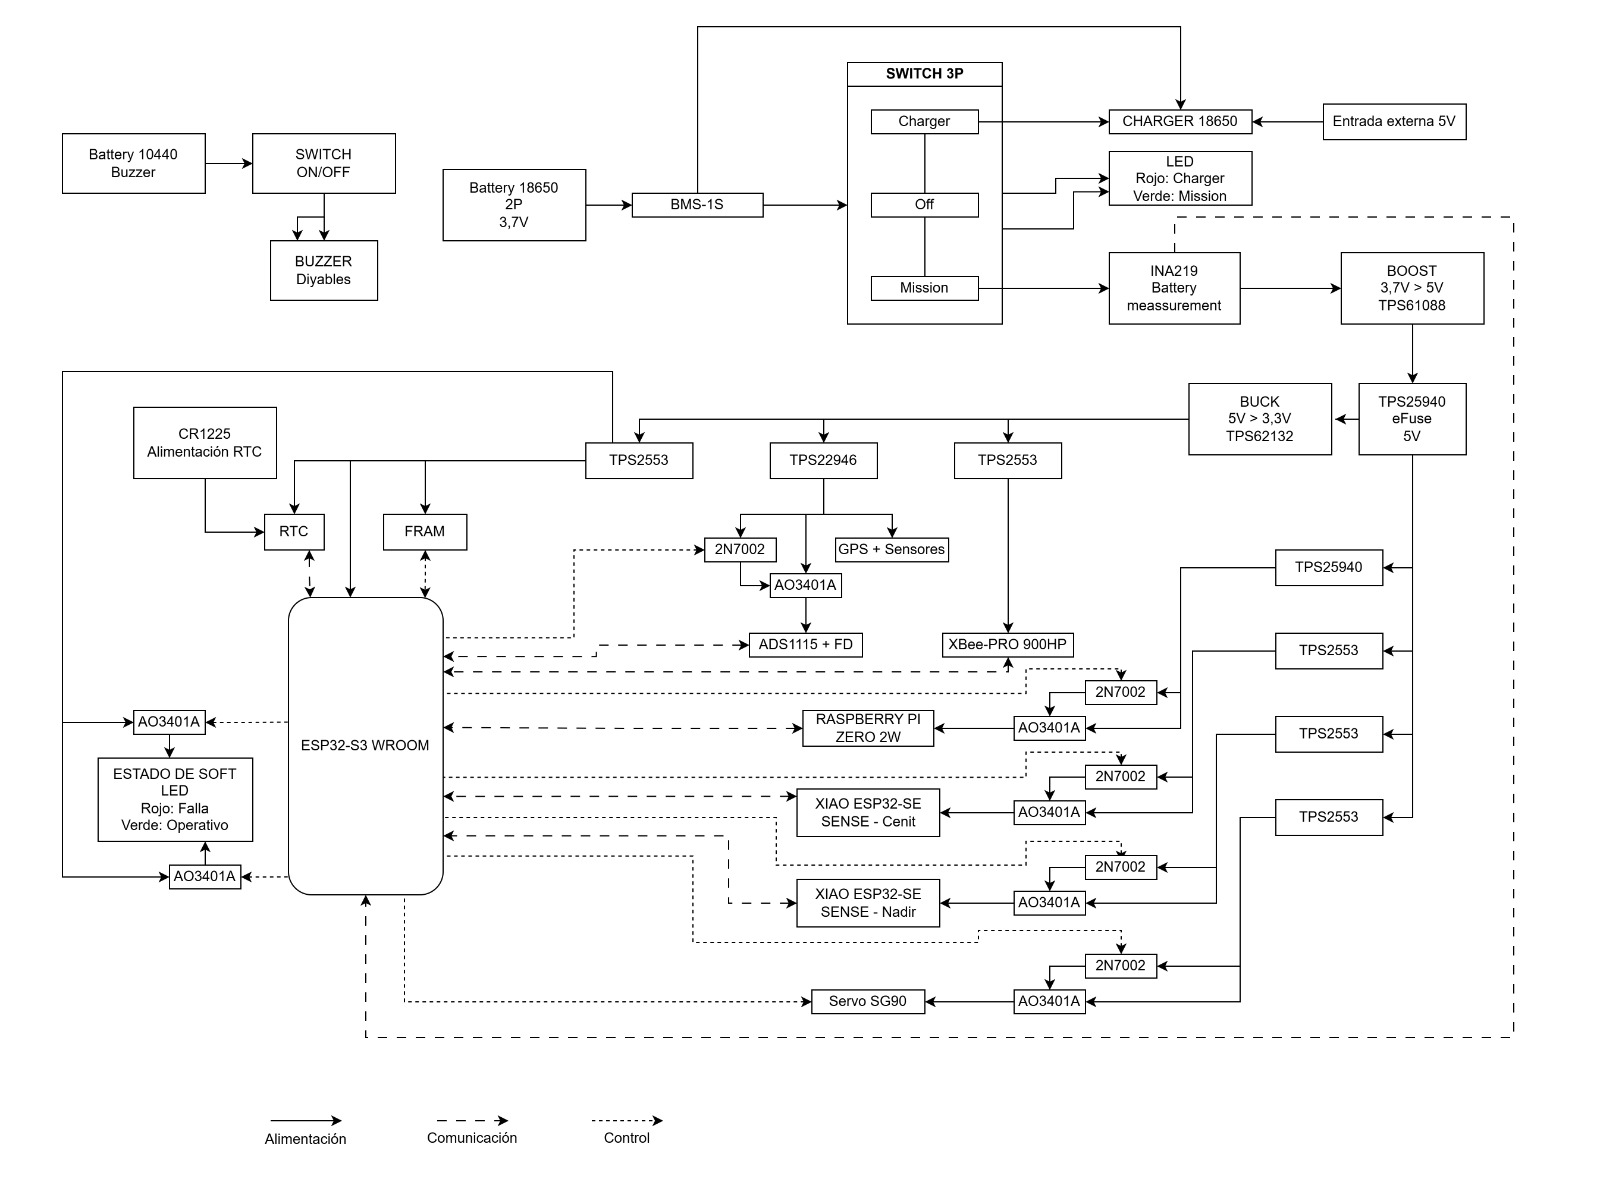 SWITCH 3P
Charger
CHARGER 18650
Entrada externa 5V
Battery 10440
Buzzer
SWITCH
ON/OFF
LED
Rojo: Charger
Verde: Mission
Battery 18650
2P
3,7V
BMS-1S
Off
BUZZER
Diyables
Mission
INA219
Battery
meassurement
BOOST
3,7V > 5V
TPS61088
CR1225
Alimentación RTC
BUCK
5V > 3,3V
TPS62132
TPS25940
eFuse
5V
TPS2553
TPS22946
TPS2553
RTC
FRAM
2N7002
GPS + Sensores
TPS25940
AO3401A
ADS1115 + FD
XBee-PRO 900HP
TPS2553
2N7002
AO3401A
ESP32-S3 WROOM
RASPBERRY PI
ZERO 2W
AO3401A
TPS2553
ESTADO DE SOFT
LED
Rojo: Falla
Verde: Operativo
2N7002
XIAO ESP32-SE
SENSE - Cenit
AO3401A
TPS2553
AO3401A
2N7002
XIAO ESP32-SE
SENSE - Nadir
AO3401A
2N7002
Servo SG90
AO3401A
Alimentación
Comunicación
Control